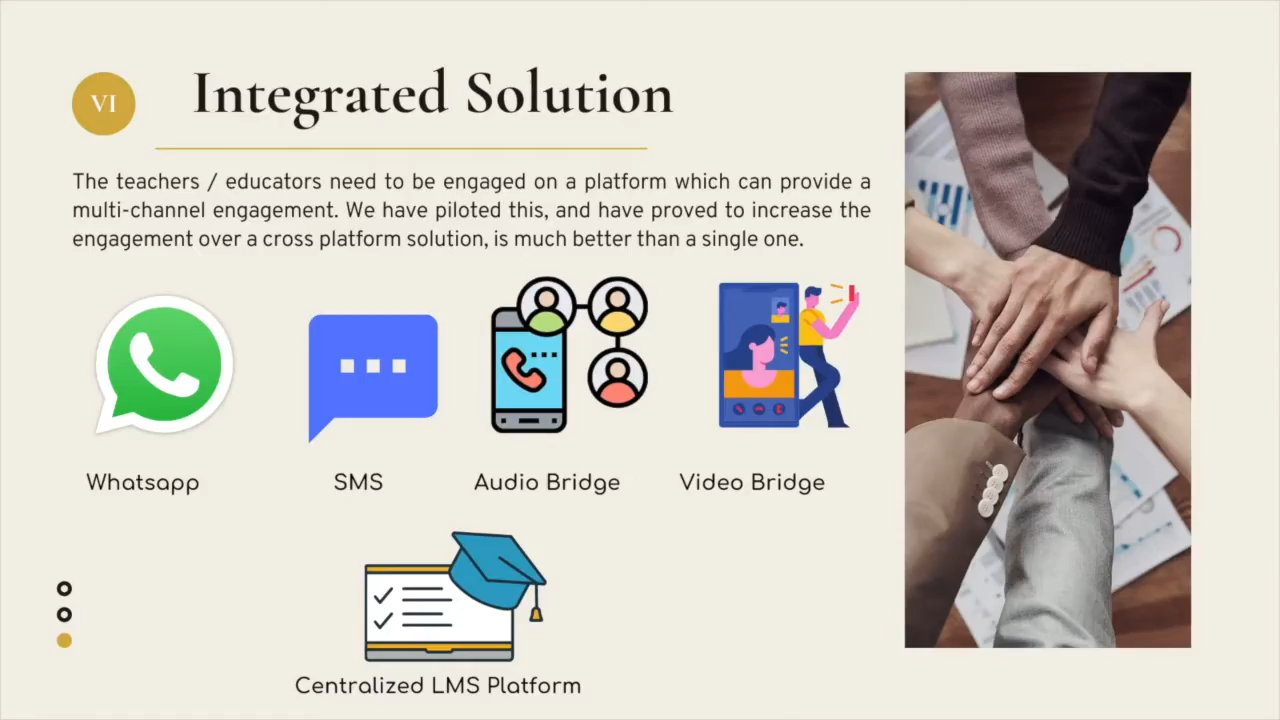 VI
Integrated Solution
The teachers / educators need to be engaged on a platform which can provide a
multi-channel engagement. We have piloted this, and have proved to increase the
engagement over a cross platform solution, is much better than a single one.
Whatsapp
SMS
Audio Bridge
Video Bridge
Centralized LMS Platform